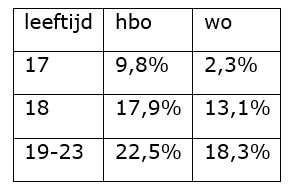 leeftijd hbo wo
17 9,8% 2,3%
18 17,9% 13,1%
19-23 22,5% 18,3%